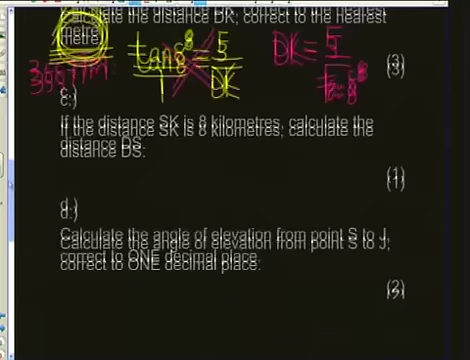 Calculate the distance DK; correct to the nearest
metre
tan 8° = 5/DK
1
DK = 5/tan 8°
(3)
c.)
If the distance SK is 8 kilometres, calculate the
distance DS.
(1)
d.)
Calculate the angle of elevation from point S to J,
correct to ONE decimal place.
(2)